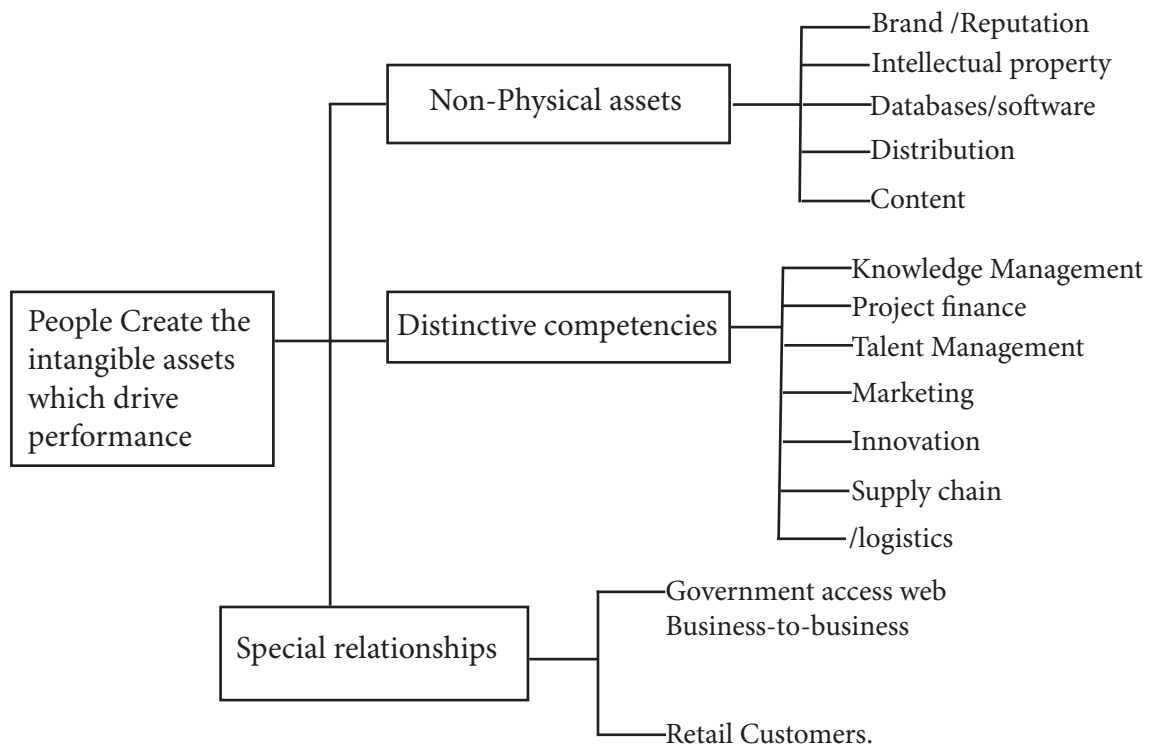 Brand /Reputation
Intellectual property
Non-Physical assets
Databases/software
Distribution
Content
People Create the
intangible assets
which drive
performance
Distinctive competencies
Knowledge Management
Project finance
Talent Management
Marketing
Innovation
Supply chain
/logistics
Special relationships
Government access web
Business-to-business
Retail Customers.